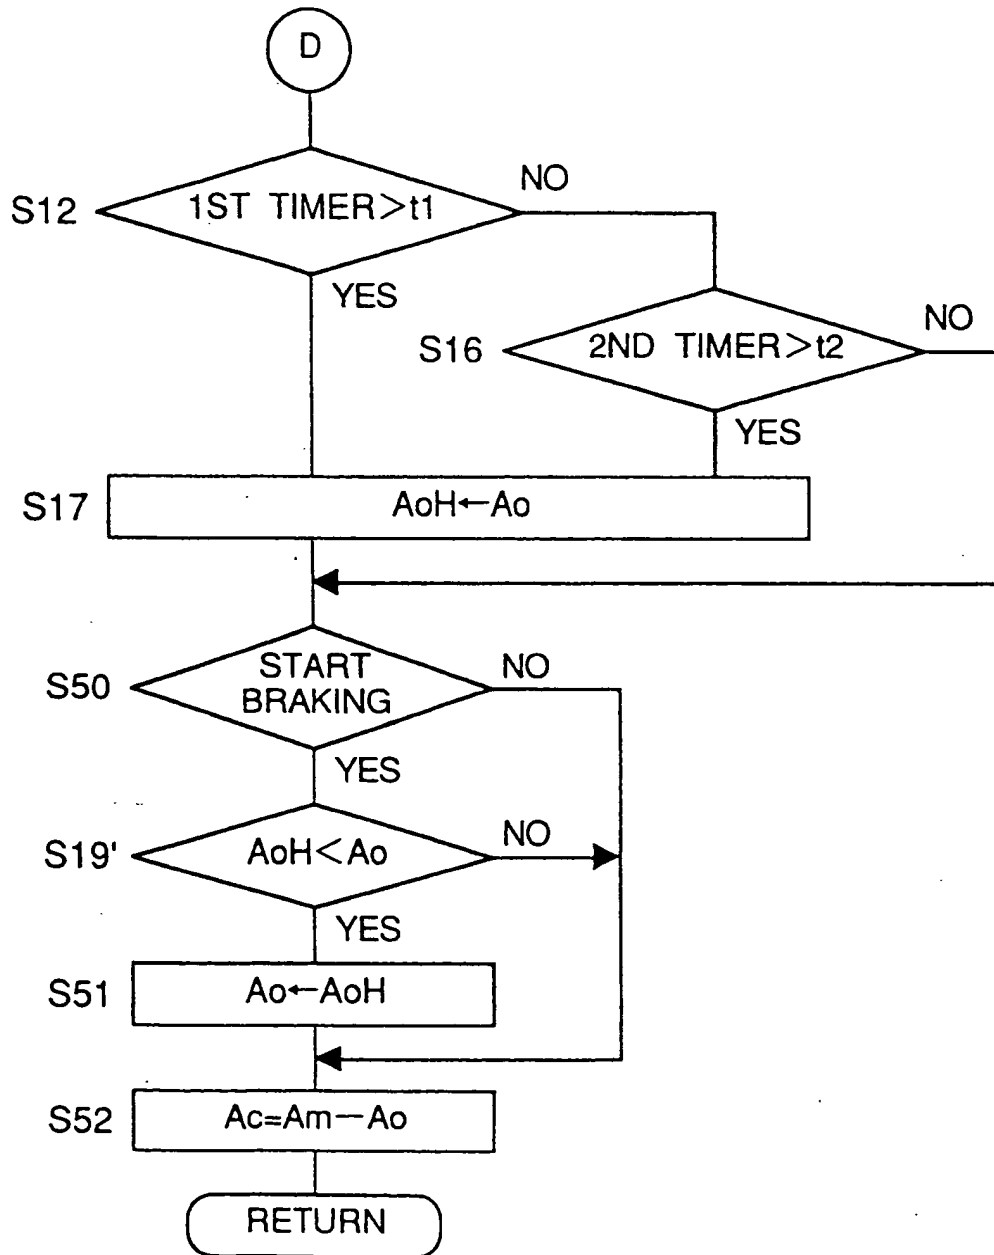 D
S12
1ST TIMER>t1
NO
YES
S16
2ND TIMER>t2
NO
YES
S17
AoH←Ao
S50
START
BRAKING
NO
YES
S19'
AoH<Ao
NO
YES
S51
Ao←AoH
S52
Ac=Am−Ao
RETURN